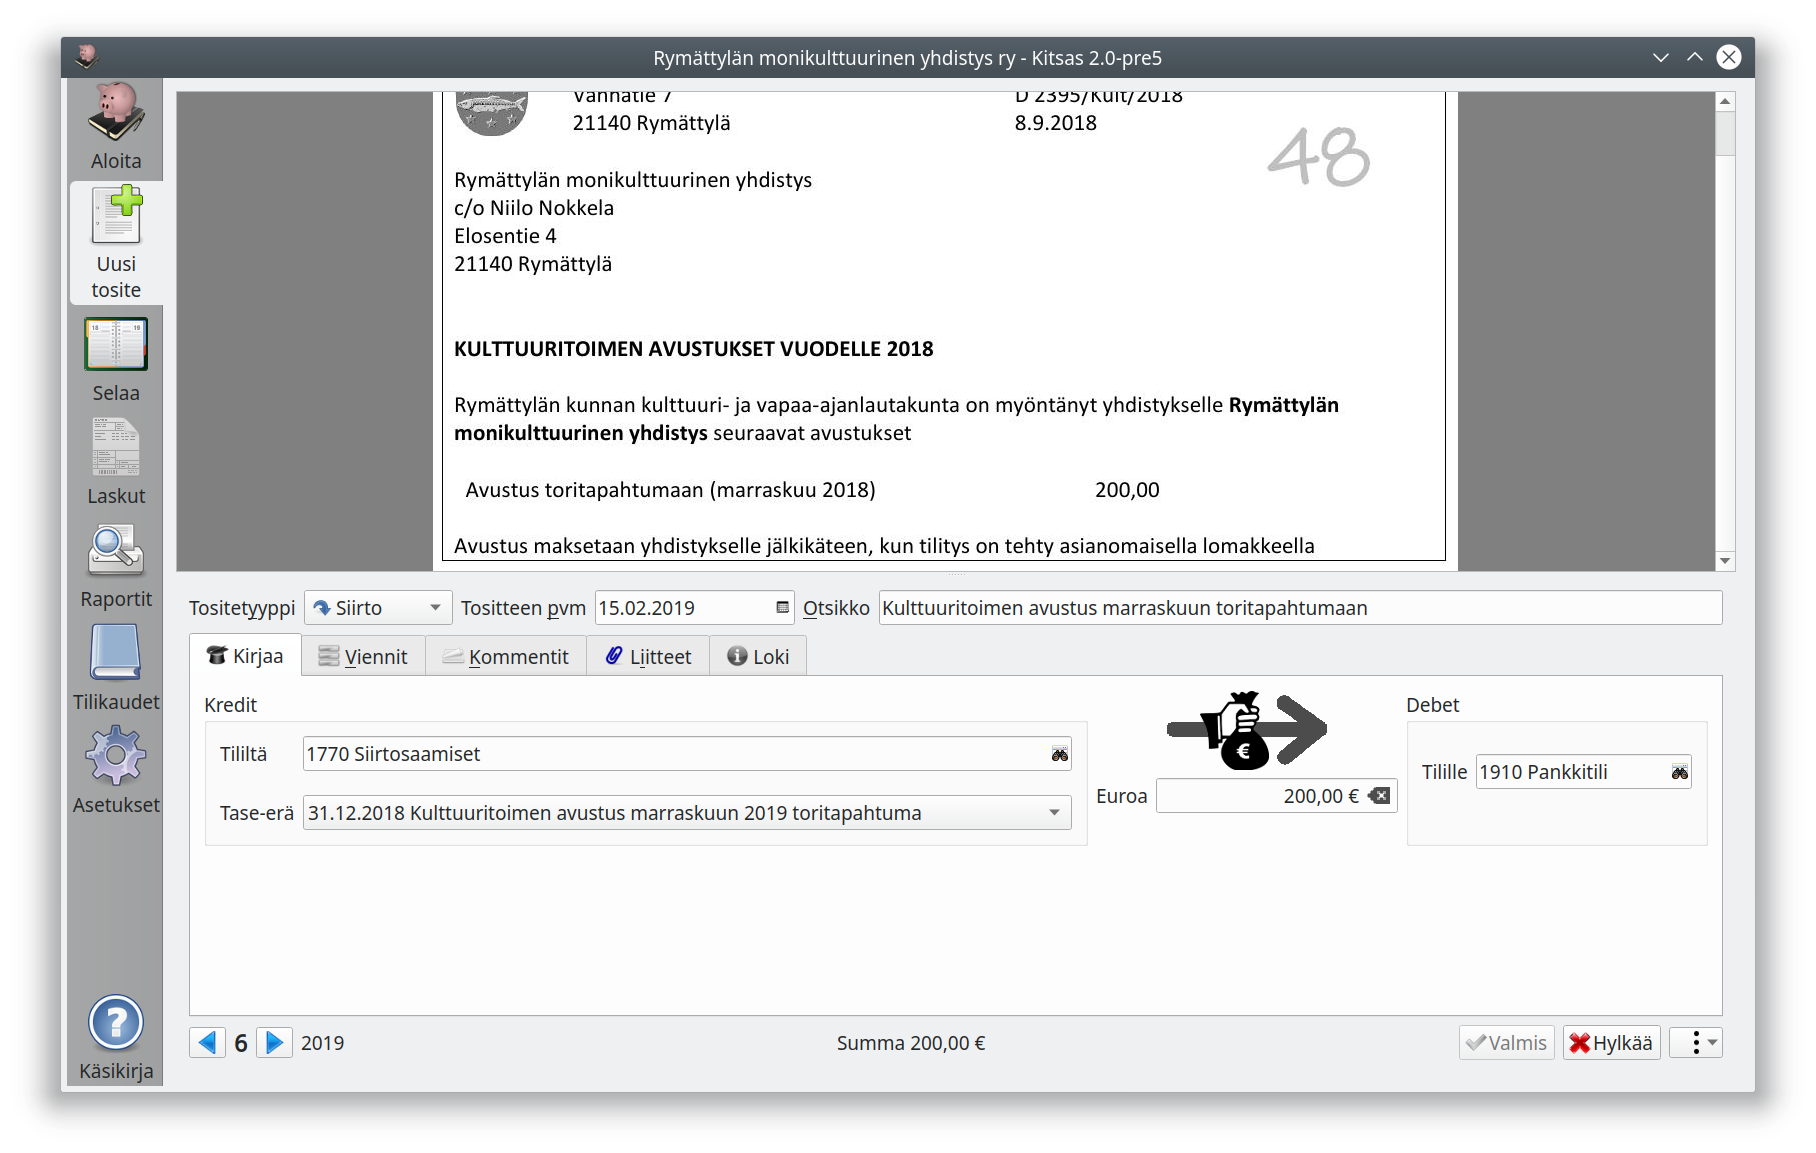 Rymättylän monikulttuurinen yhdistys ry - Kitsas 2.0-pre5
Aloita
Uusi
tosite
Selaa
Laskut
Raportit
Tilikaudet
Asetukset
Käsikirja
Vanhatie 7
D 2395/Kult/2018
21140 Rymättylä
8.9.2018
48
Rymättylän monikulttuurinen yhdistys
c/o Niilo Nokkela
Elosentie 4
21140 Rymättylä
KULTTUURITOIMEN AVUSTUKSET VUODELLE 2018
Rymättylän kunnan kulttuuri- ja vapaa-ajanlautakunta on myöntänyt yhdistykselle Rymättylän
monikulttuurinen yhdistys seuraavat avustukset
Avustus toritapahtumaan (marraskuu 2018) 200,00
Avustus maksetaan yhdistykselle jälkikäteen, kun tilitys on tehty asianomaisella lomakkeella
Tositetyyppi Siirto Tositteen pvm 15.02.2019 Otsikko Kulttuuritoimen avustus marraskuun toritapahtumaan
Kirjaa Viennit Kommentit Liitteet Loki
Kredit
Tililtä 1770 Siirtosaamiset
Tase-erä 31.12.2018 Kulttuuritoimen avustus marraskuun 2019 toritapahtuma
€
Euroa 200,00 €
Debet
Tilille 1910 Pankkitili
6 2019
Summa 200,00 €
Valmis Hylkää